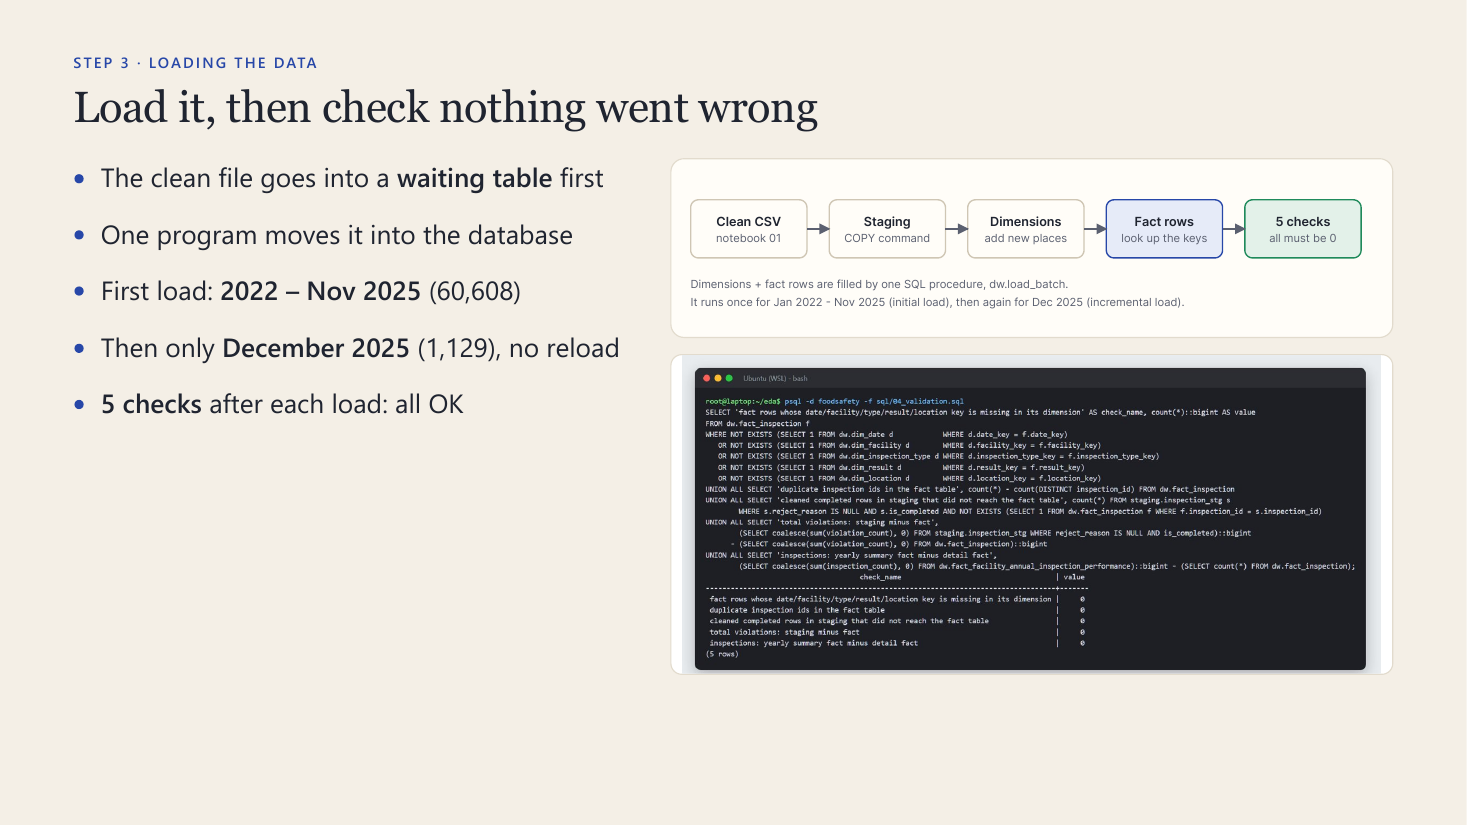 STEP 3 · LOADING THE DATA
Load it, then check nothing went wrong
• The clean file goes into a waiting table first
• One program moves it into the database
• First load: 2022 – Nov 2025 (60,608)
• Then only December 2025 (1,129), no reload
• 5 checks after each load: all OK
Clean CSV
notebook 01
Staging
COPY command
Dimensions
add new places
Fact rows
look up the keys
5 checks
all must be 0
Dimensions + fact rows are filled by one SQL procedure, dw.load_batch.
It runs once for Jan 2022 - Nov 2025 (initial load), then again for Dec 2025 (incremental load).
Ubuntu (WSL) - bash
root@laptop:~/eda$ psql -d foodsafety -f sql/04_validation.sql
SELECT 'fact rows whose date/facility/type/result/location key is missing in its dimension' AS check_name, count(*)::bigint AS value
FROM dw.fact_inspection f
WHERE NOT EXISTS (SELECT 1 FROM dw.dim_date d WHERE d.date_key = f.date_key)
OR NOT EXISTS (SELECT 1 FROM dw.dim_facility d WHERE d.facility_key = f.facility_key)
OR NOT EXISTS (SELECT 1 FROM dw.dim_inspection_type d WHERE d.inspection_type_key = f.inspection_type_key)
OR NOT EXISTS (SELECT 1 FROM dw.dim_result d WHERE d.result_key = f.result_key)
OR NOT EXISTS (SELECT 1 FROM dw.dim_location d WHERE d.location_key = f.location_key)
UNION ALL SELECT 'duplicate inspection ids in the fact table', count(*) - count(DISTINCT inspection_id) FROM dw.fact_inspection
UNION ALL SELECT 'cleaned completed rows in staging that did not reach the fact table', count(*) FROM staging.inspection_stg s
WHERE s.reject_reason IS NULL AND s.is_completed AND NOT EXISTS (SELECT 1 FROM dw.fact_inspection f WHERE f.inspection_id = s.inspection_id)
UNION ALL SELECT 'total violations: staging minus fact',
(SELECT coalesce(sum(violation_count), 0) FROM staging.inspection_stg WHERE reject_reason IS NULL AND is_completed)::bigint
- (SELECT coalesce(sum(violation_count), 0) FROM dw.fact_inspection)::bigint
UNION ALL SELECT 'inspections: yearly summary fact minus detail fact',
(SELECT coalesce(sum(inspection_count), 0) FROM dw.fact_facility_annual_inspection_performance)::bigint - (SELECT count(*) FROM dw.fact_inspection);
check_name | value
fact rows whose date/facility/type/result/location key is missing in its dimension | 0
duplicate inspection ids in the fact table | 0
cleaned completed rows in staging that did not reach the fact table | 0
total violations: staging minus fact | 0
inspections: yearly summary fact minus detail fact | 0
(5 rows)